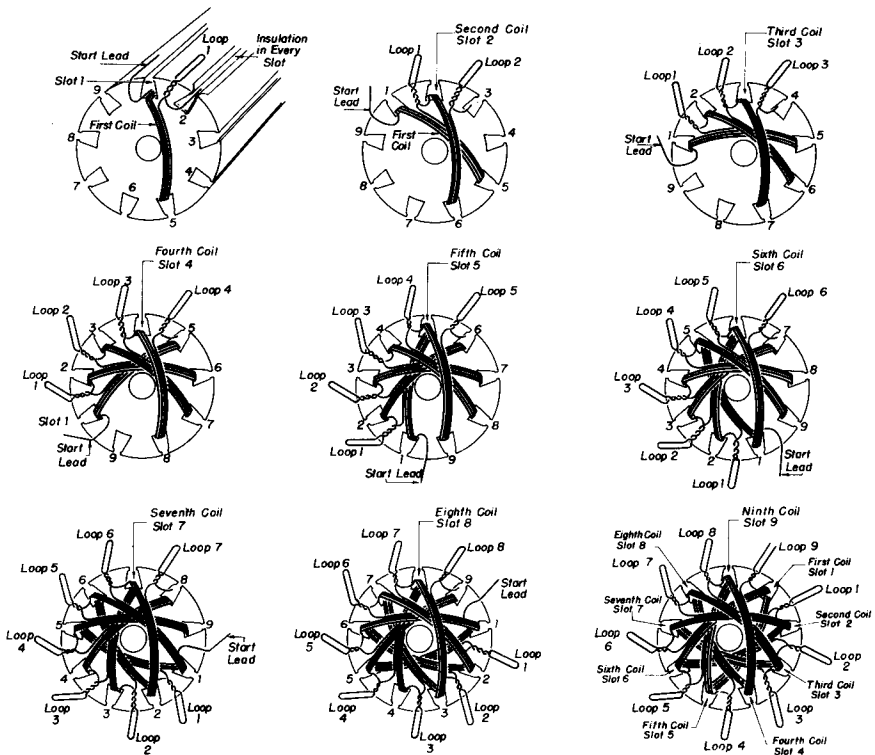 Start Lead
Loop
1
Insulation
in Every
Slot
Slot 1
9
2
First Coil
8
3
7
6
4
5
Second Coil
Slot 2
Loop 1
Loop 2
Start
Lead
1
3
9
First
Coil
4
8
5
7
6
Third Coil
Slot 3
Loop 2
Loop 3
Loop 1
2
4
1
5
Start
Lead
9
6
8
7
Fourth Coil
Slot 4
Loop 3
Loop 4
Loop 2
3
5
2
6
Loop
1
Slot 1
7
Start
Lead
9
8
Fifth Coil
Slot 5
Loop 4
Loop 5
Loop 3
4
6
3
7
Loop
2
2
8
Loop 1
1
9
Start Lead
Sixth Coil
Slot 6
Loop 5
Loop 6
Loop 4
5
7
4
8
Loop
3
3
9
Loop 2
2
1
Start
Lead
Loop 1
Seventh Coil
Slot 7
Loop 6
Loop 7
Loop 5
6
8
5
9
Loop
4
Start
Lead
4
1
Loop
3
3
2
Loop
1
Loop
2
Eighth Coil
Slot 8
Loop 7
Loop 8
Loop 6
7
9
Start
Lead
6
1
Loop
5
Loop
1
5
2
Loop
4
4
3
Loop
2
Loop
3
Ninth Coil
Slot 9
Eighth Coil
Slot 8
Loop
8
Loop 9
Loop
7
First Coil
Slot 1
Loop 1
Seventh Coil
Slot 7
Second Coil
Slot 2
Loop
6
Loop
2
Sixth Coil
Slot 6
Third Coil
Slot 3
Loop 5
Loop
3
Fifth Coil
Slot 5
Loop 4
Fourth Coil
Slot 4